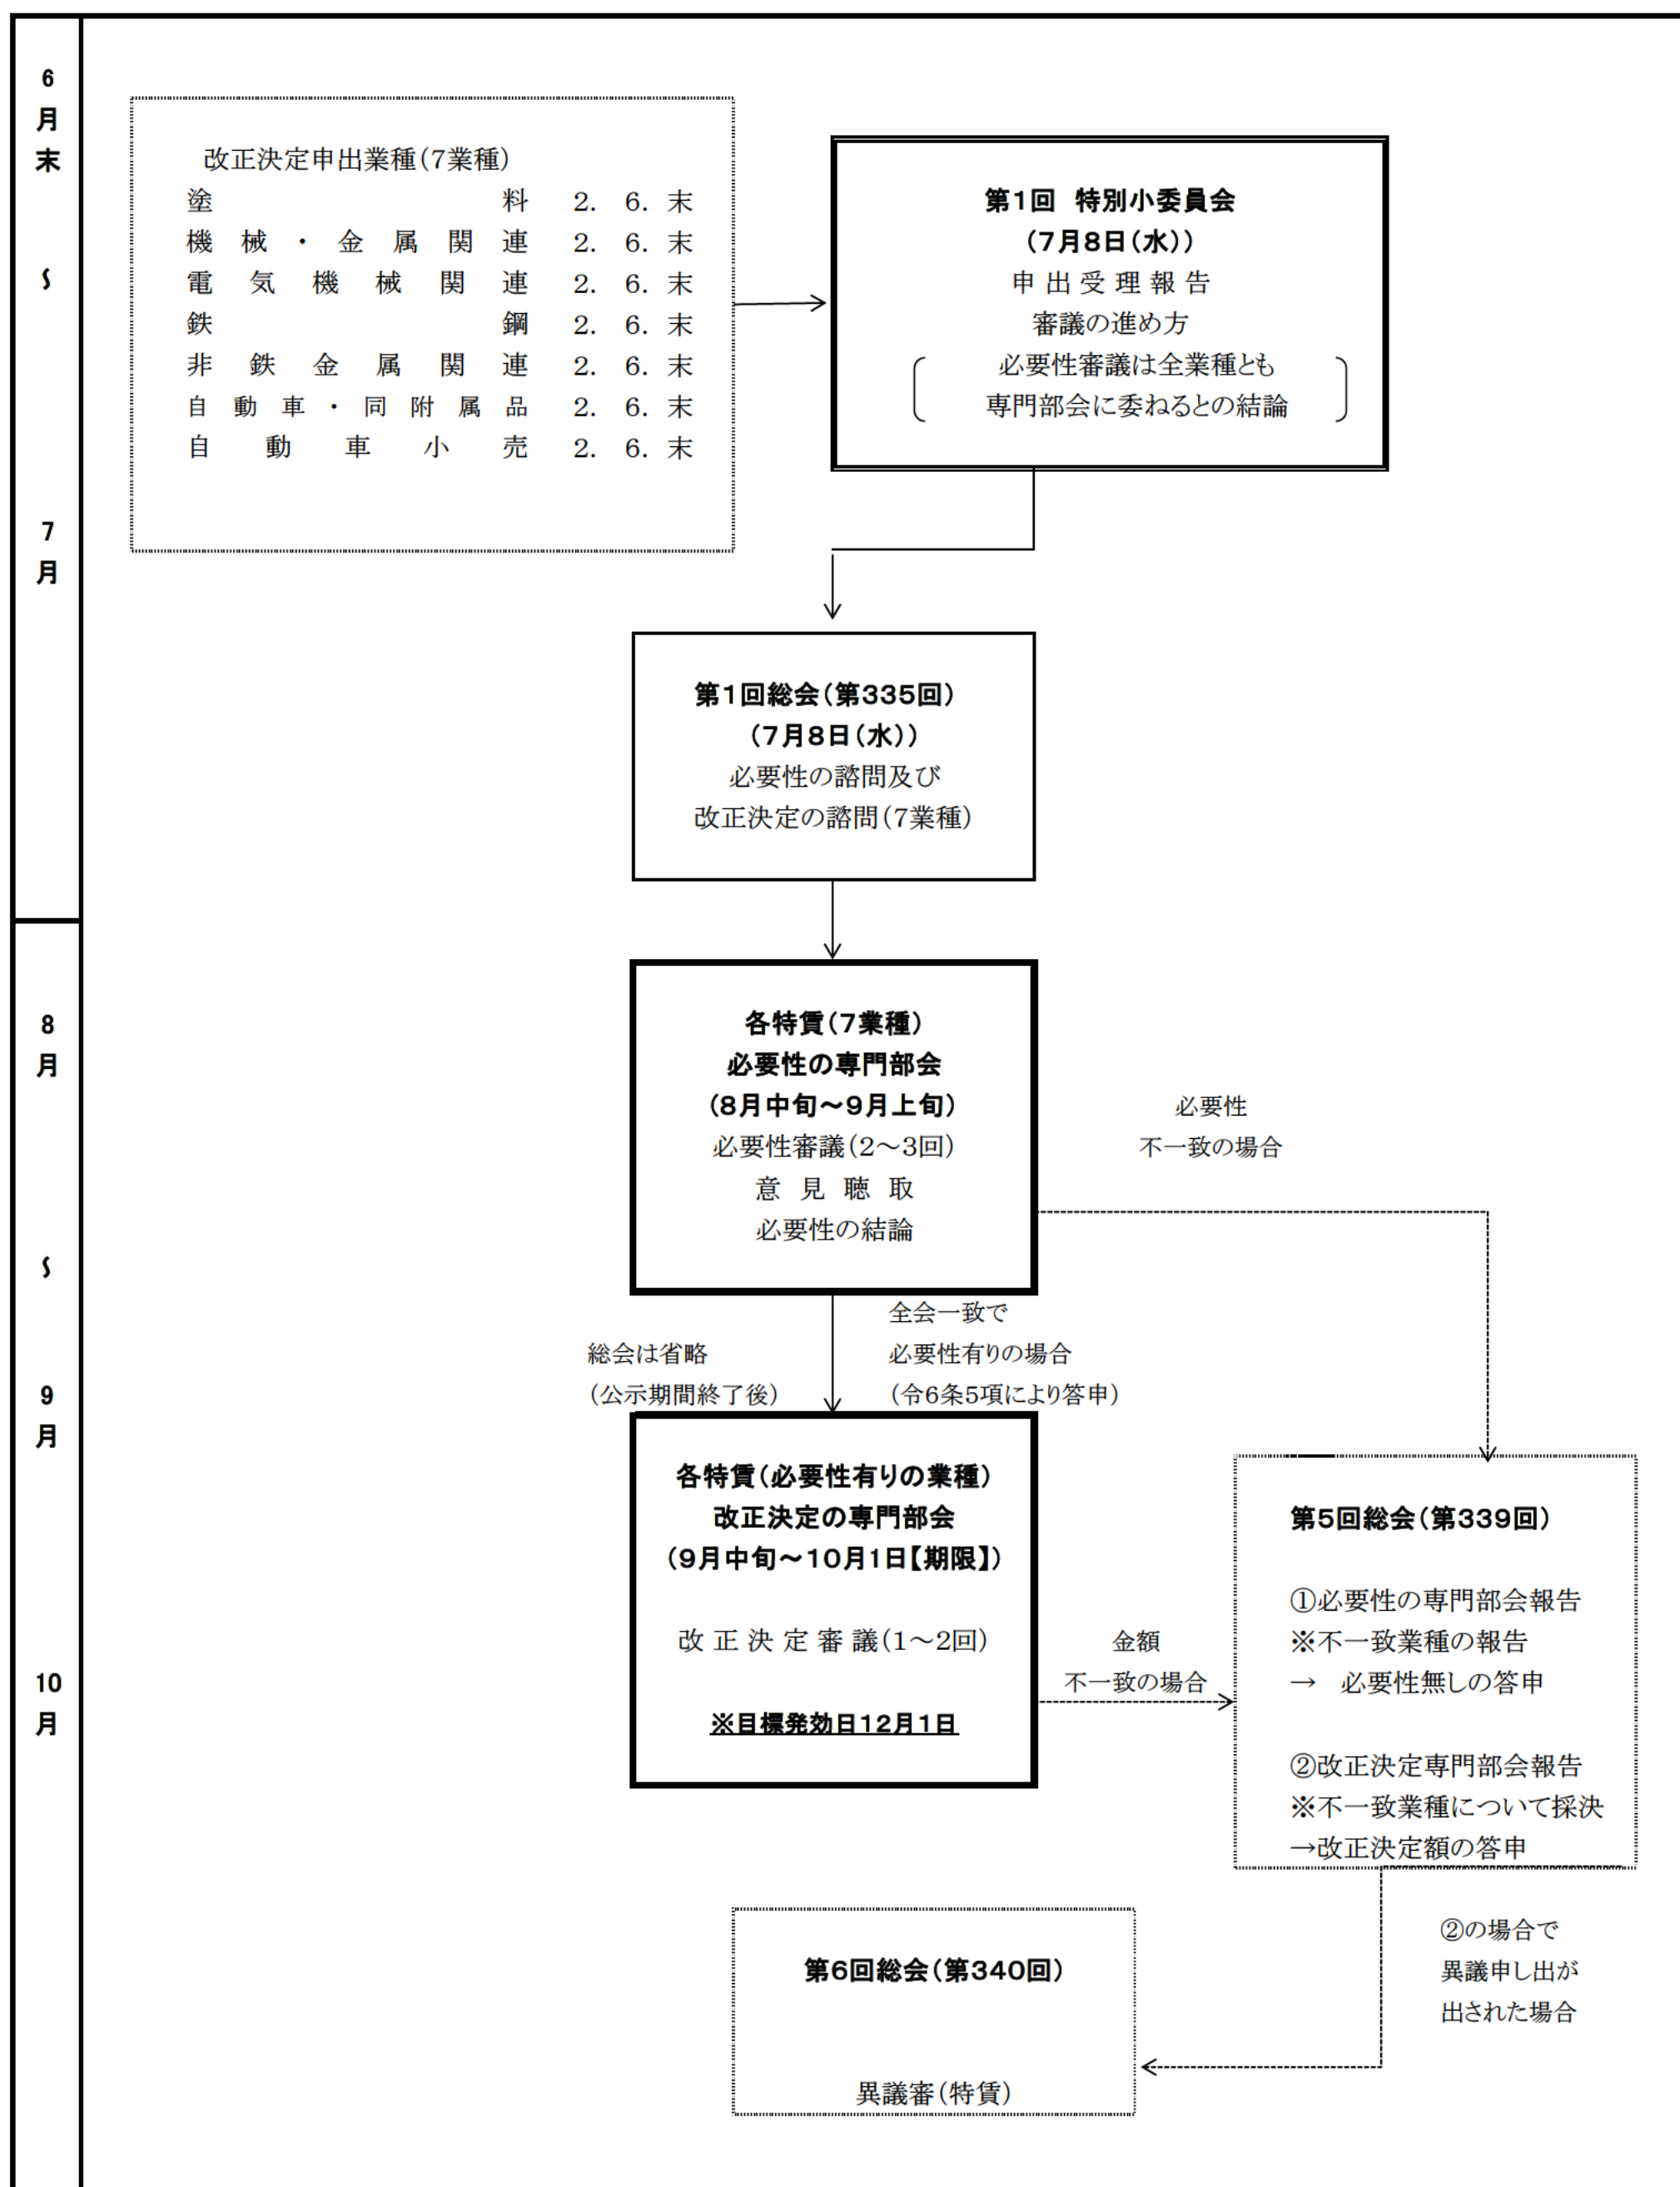 6
月
末
～
7
月
改正決定申出業種（7業種）
塗料 2. 6. 末
機械・金属関連 2. 6. 末
電気機械関連 2. 6. 末
鉄鋼 2. 6. 末
非鉄金属関連 2. 6. 末
自動車・同附属品 2. 6. 末
自動車小売 2. 6. 末
第1回 特別小委員会
（7月8日（水））
申出受理報告
審議の進め方
必要性審議は全業種とも
専門部会に委ねるとの結論
第1回総会（第335回）
（7月8日（水））
必要性の諮問及び
改正決定の諮問（7業種）
8
月
～
9
月
10
月
各特賃（7業種）
必要性の専門部会
（8月中旬～9月上旬）
必要性審議（2～3回）
意見聴取
必要性の結論
必要性
不一致の場合
総会は省略
（公示期間終了後）
全会一致で
必要性有りの場合
（令6条5項により答申）
各特賃（必要性有りの業種）
改正決定の専門部会
（9月中旬～10月1日【期限】）
改正決定審議（1～2回）
※目標発効日12月1日
金額
不一致の場合
第5回総会（第339回）
①必要性の専門部会報告
※不一致業種の報告
→ 必要性無しの答申
②改正決定専門部会報告
※不一致業種について採決
→改正決定額の答申
②の場合で
異議申し出が
出された場合
第6回総会（第340回）
異議審（特賃）